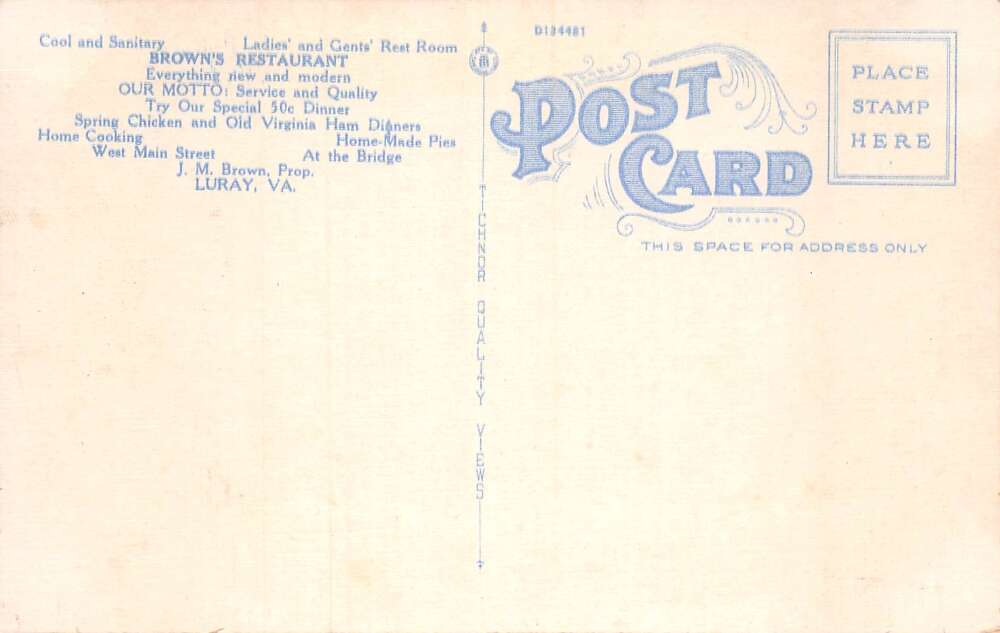 Cool and Sanitary Ladies' and Gents' Rest Room
BROWN'S RESTAURANT
Everything new and modern
OUR MOTTO: Service and Quality
Try Our Special 50c Dinner
Spring Chicken and Old Virginia Ham Dinners
Home Cooking Home-Made Pies
West Main Street At the Bridge
J. M. Brown, Prop.
LURAY, VA.
TICHNOR QUALITY VIEWS
D134481
POST
CARD
THIS SPACE FOR ADDRESS ONLY
PLACE
STAMP
HERE